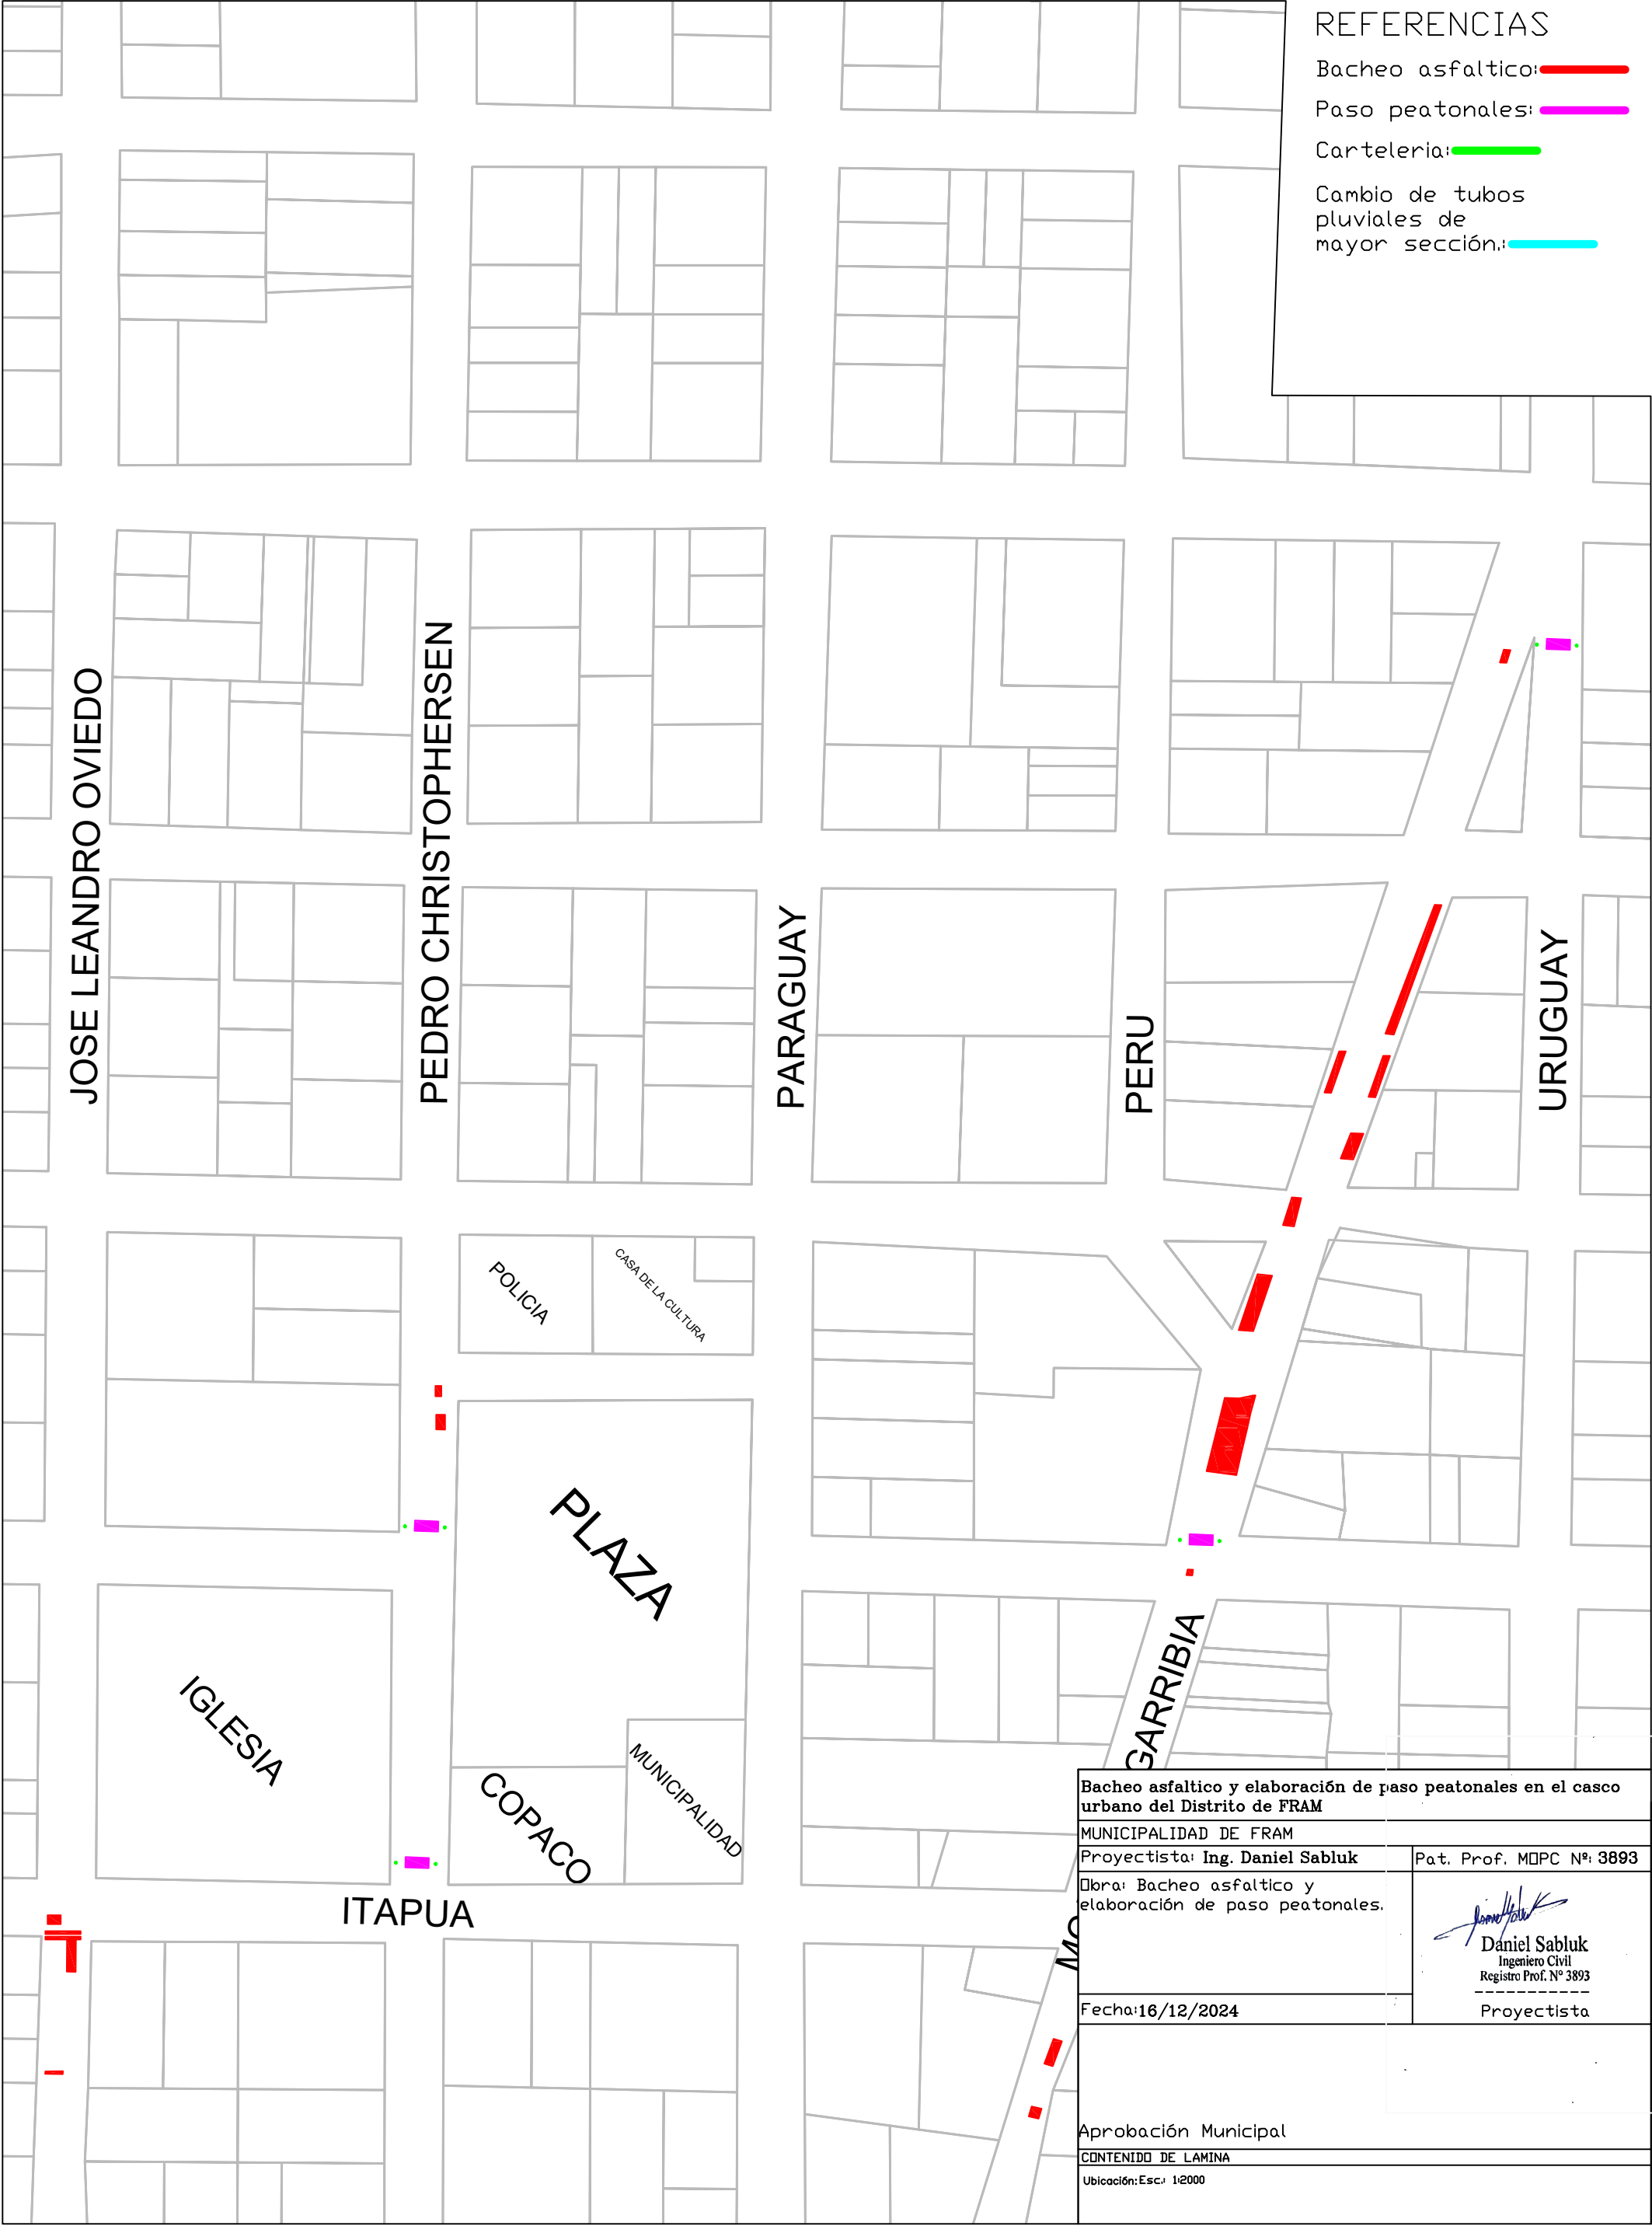 REFERENCIAS
Bacheo asfaltico:
Paso peatonales:
Carteleria:
Cambio de tubos
pluviales de
mayor sección.:
JOSE LEANDRO OVIEDO
PEDRO CHRISTOPHERSEN
PARAGUAY
PERU
URUGUAY
POLICIA
CASA DE LA CULTURA
PLAZA
IGLESIA
COPACO
MUNICIPALIDAD
ITAPUA
GARRIBIA
Bacheo asfaltico y elaboración de paso peatonales en el casco
urbano del Distrito de FRAM
MUNICIPALIDAD DE FRAM
Proyectista: Ing. Daniel Sabluk
Pat. Prof. MOPC Nº: 3893
Obra: Bacheo asfaltico y
elaboración de paso peatonales.
Daniel Sabluk
Ingeniero Civil
Registro Prof. N° 3893
-----------
Proyectista
Fecha:16/12/2024
Aprobación Municipal
CONTENIDO DE LAMINA
Ubicación: Esc.: 1:2000